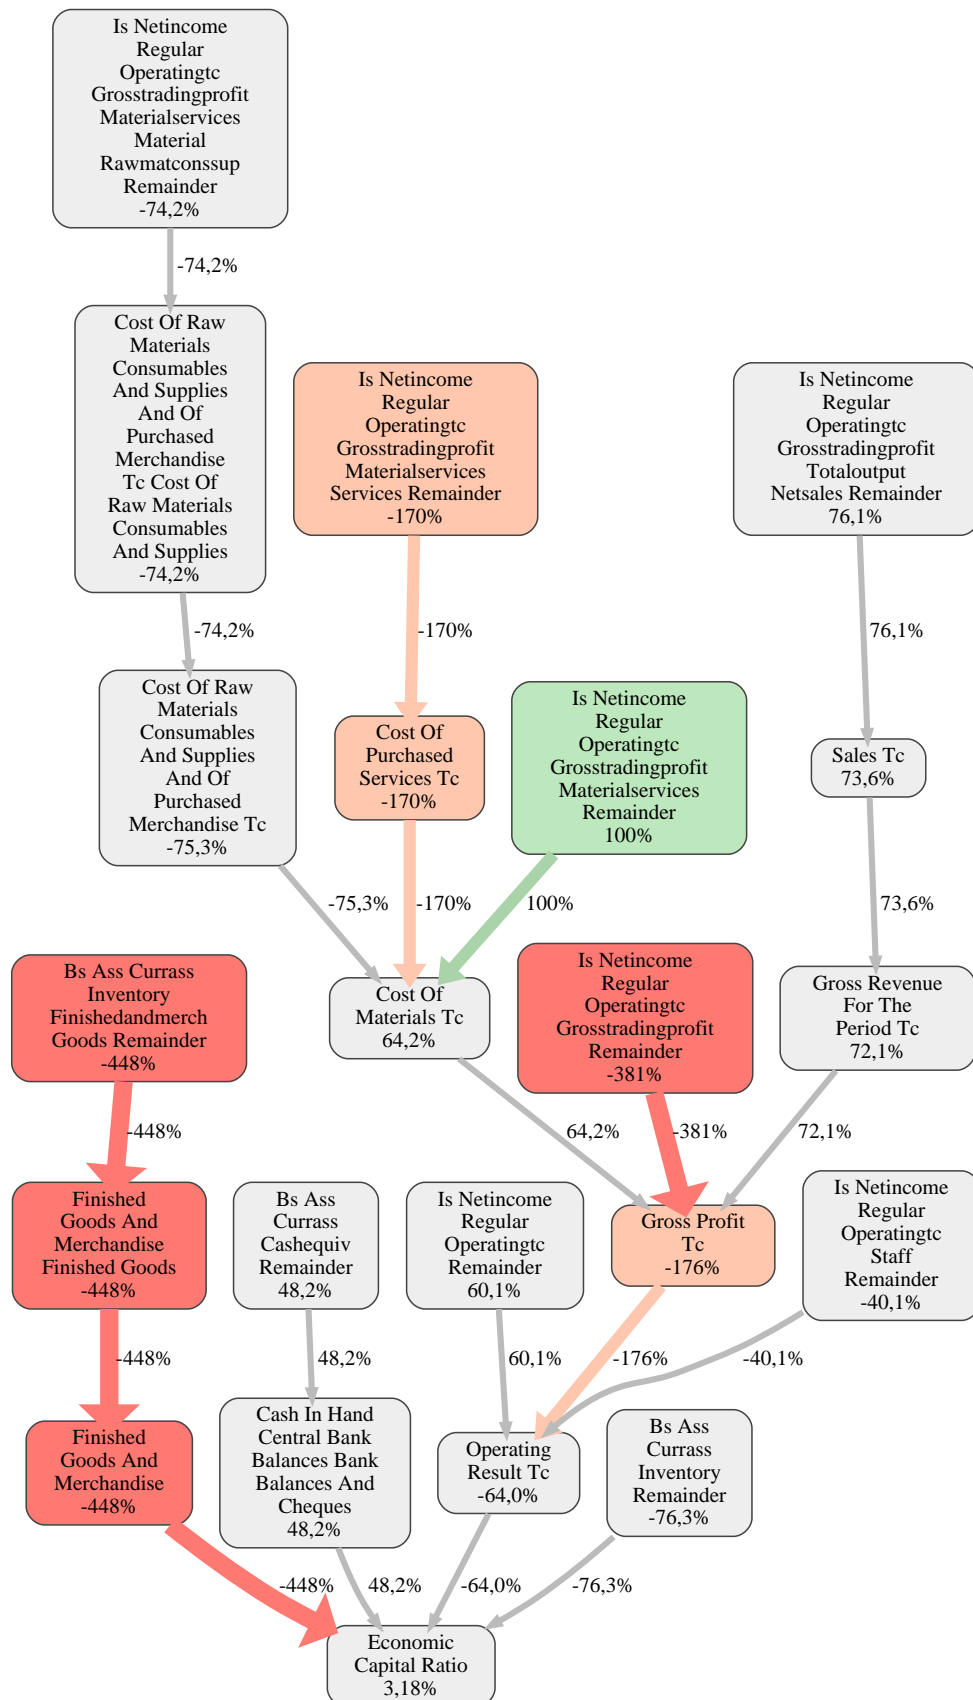 Is Netincome
Regular
Operatingtc
Grosstradingprofit
Materialservices
Material
Rawmatconssup
Remainder
-74,2%
-74,2%
Cost Of Raw
Materials
Consumables
And Supplies
And Of
Purchased
Merchandise
Tc Cost Of
Raw Materials
Consumables
And Supplies
-74,2%
Is Netincome
Regular
Operatingtc
Grosstradingprofit
Materialservices
Services Remainder
-170%
Is Netincome
Regular
Operatingtc
Grosstradingprofit
Totaloutput
Netsales Remainder
76,1%
-74,2%
-170%
76,1%
Cost Of Raw
Materials
Consumables
And Supplies
And Of
Purchased
Merchandise Tc
-75,3%
Cost Of
Purchased
Services Tc
-170%
Is Netincome
Regular
Operatingtc
Grosstradingprofit
Materialservices
Remainder
100%
Sales Tc
73,6%
-75,3%
-170%
100%
73,6%
Bs Ass Currass
Inventory
Finishedandmerch
Goods Remainder
-448%
Cost Of
Materials Tc
64,2%
Is Netincome
Regular
Operatingtc
Grosstradingprofit
Remainder
-381%
Gross Revenue
For The
Period Tc
72,1%
-448%
64,2%
-381%
72,1%
Finished
Goods And
Merchandise
Finished Goods
-448%
Bs Ass
Currass
Cashequiv
Remainder
48,2%
Is Netincome
Regular
Operatingtc
Remainder
60,1%
Gross Profit
Tc
-176%
Is Netincome
Regular
Operatingtc
Staff
Remainder
-40,1%
-448%
48,2%
60,1%
-176%
-40,1%
Finished
Goods And
Merchandise
-448%
Cash In Hand
Central Bank
Balances Bank
Balances And
Cheques
48,2%
Operating
Result Tc
-64,0%
Bs Ass
Currass
Inventory
Remainder
-76,3%
-448%
48,2%
-64,0%
-76,3%
Economic
Capital Ratio
3,18%